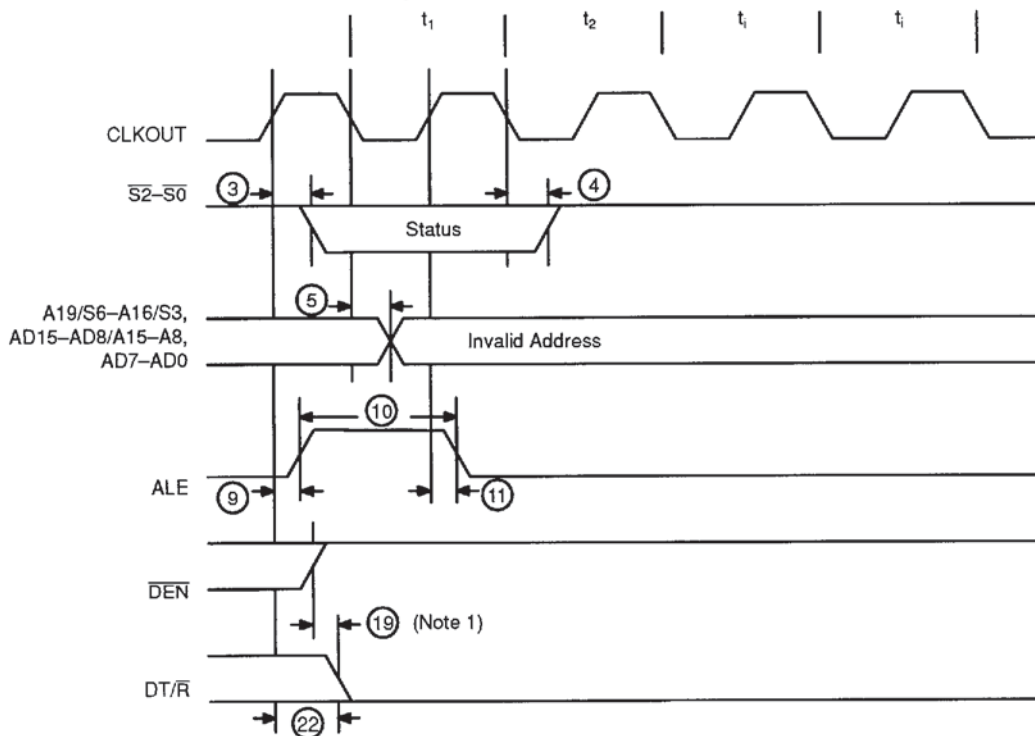 t1 t2 ti ti
CLKOUT
S2–S0
3
4
Status
5
A19/S6–A16/S3,
AD15–AD8/A15–A8,
AD7–AD0
Invalid Address
10
ALE
9
11
DEN
19 (Note 1)
DT/R
22